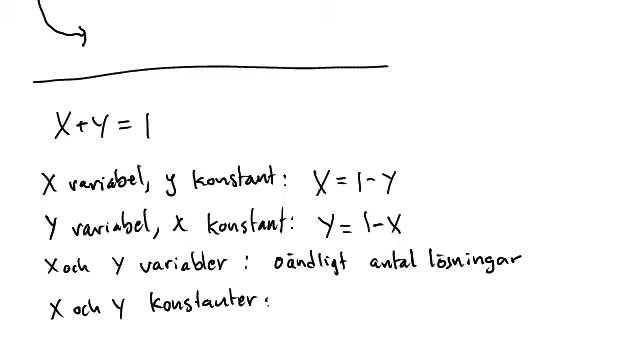 X+Y=1
X variabel, y konstant: X=1-Y
Y variabel, x konstant: Y=1-X
X och Y variabler: oändligt antal lösningar
X och Y konstanter: